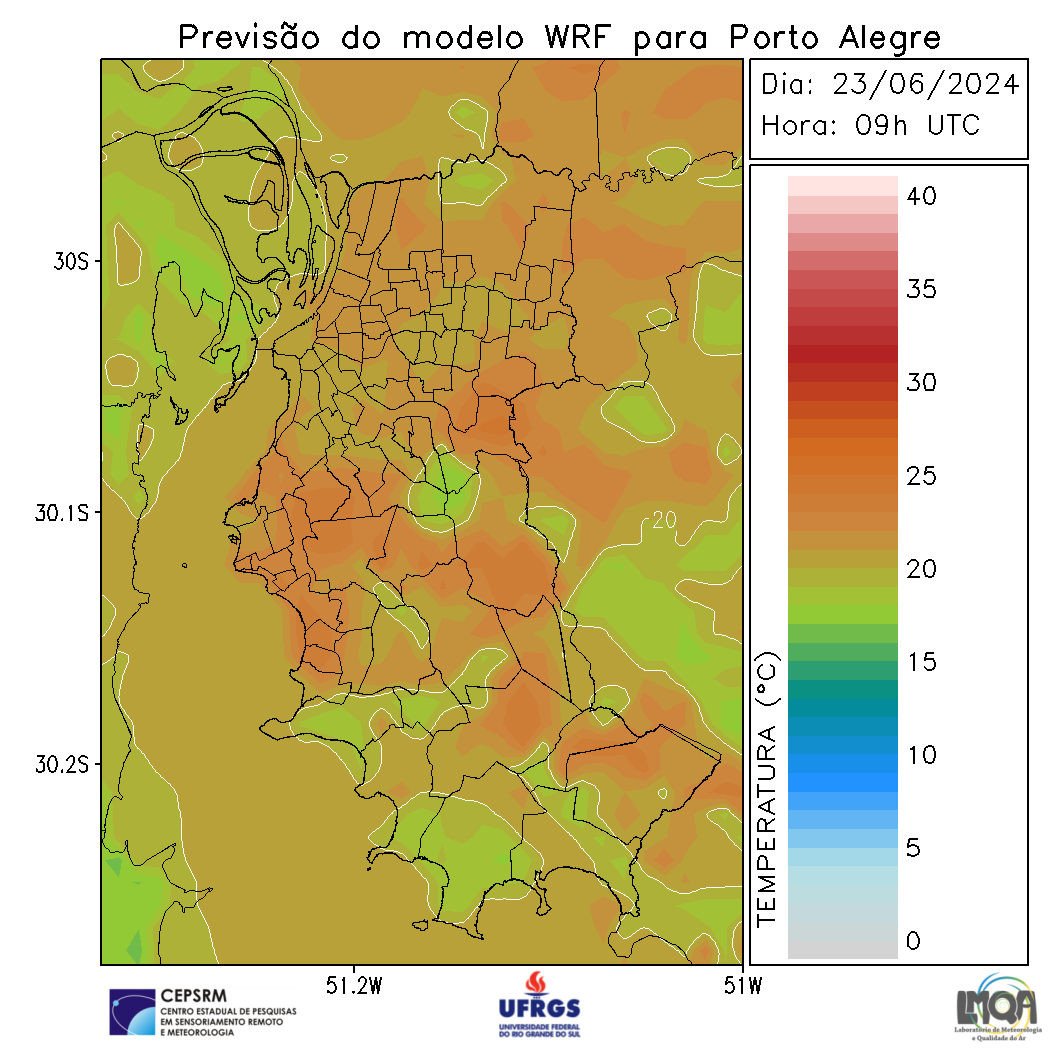 Previsão do modelo WRF para Porto Alegre
Dia: 23/06/2024
Hora: 09h UTC
40
35
30
25
20
15
10
5
0
TEMPERATURA (°C)
30S
30.1S
30.2S
20
51.2W
51W
CEPSRM
CENTRO ESTADUAL DE PESQUISAS
EM SENSORIAMENTO REMOTO
E METEOROLOGIA
UFRGS
UNIVERSIDADE FEDERAL
DO RIO GRANDE DO SUL
LMQA
Laboratório de Meteorologia
e Qualidade do Ar